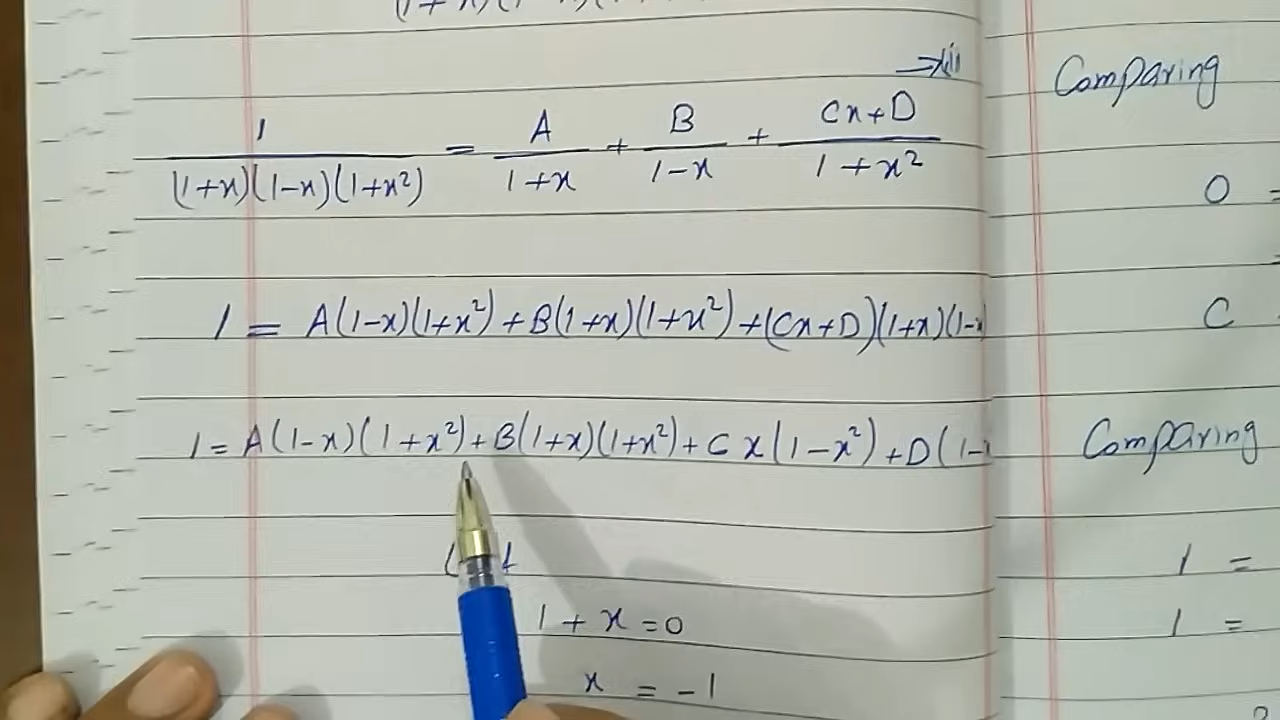 1/((1+x)(1-x)(1+x²)) = A/(1+x) + B/(1-x) + (Cx+D)/(1+x²)
1 = A(1-x)(1+x²) + B(1+x)(1+x²) + (Cx+D)(1+x)(1-x
1 = A(1-x)(1+x²) + B(1+x)(1+x²) + C x(1-x²) + D(1-
1 + x = 0
x = -1
Comparing
0 =
C
Comparing
1 =
1 =